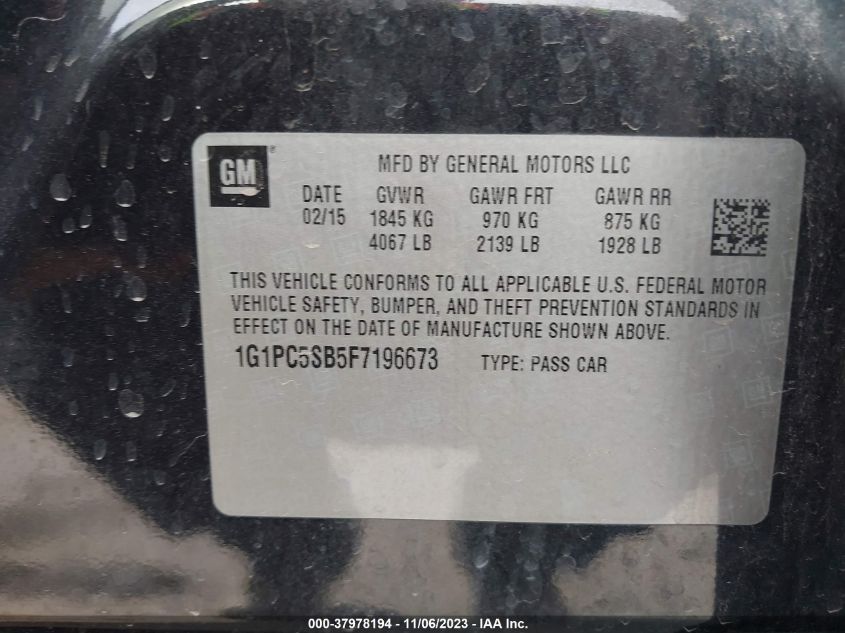 GM®
MFD BY GENERAL MOTORS LLC
DATE GVWR GAWR FRT GAWR RR
02/15 1845 KG 970 KG 875 KG
4067 LB 2139 LB 1928 LB
THIS VEHICLE CONFORMS TO ALL APPLICABLE U.S. FEDERAL MOTOR
VEHICLE SAFETY, BUMPER, AND THEFT PREVENTION STANDARDS IN
EFFECT ON THE DATE OF MANUFACTURE SHOWN ABOVE.
1G1PC5SB5F7196673 TYPE: PASS CAR
000-37978194 - 11/06/2023 - IAA Inc.